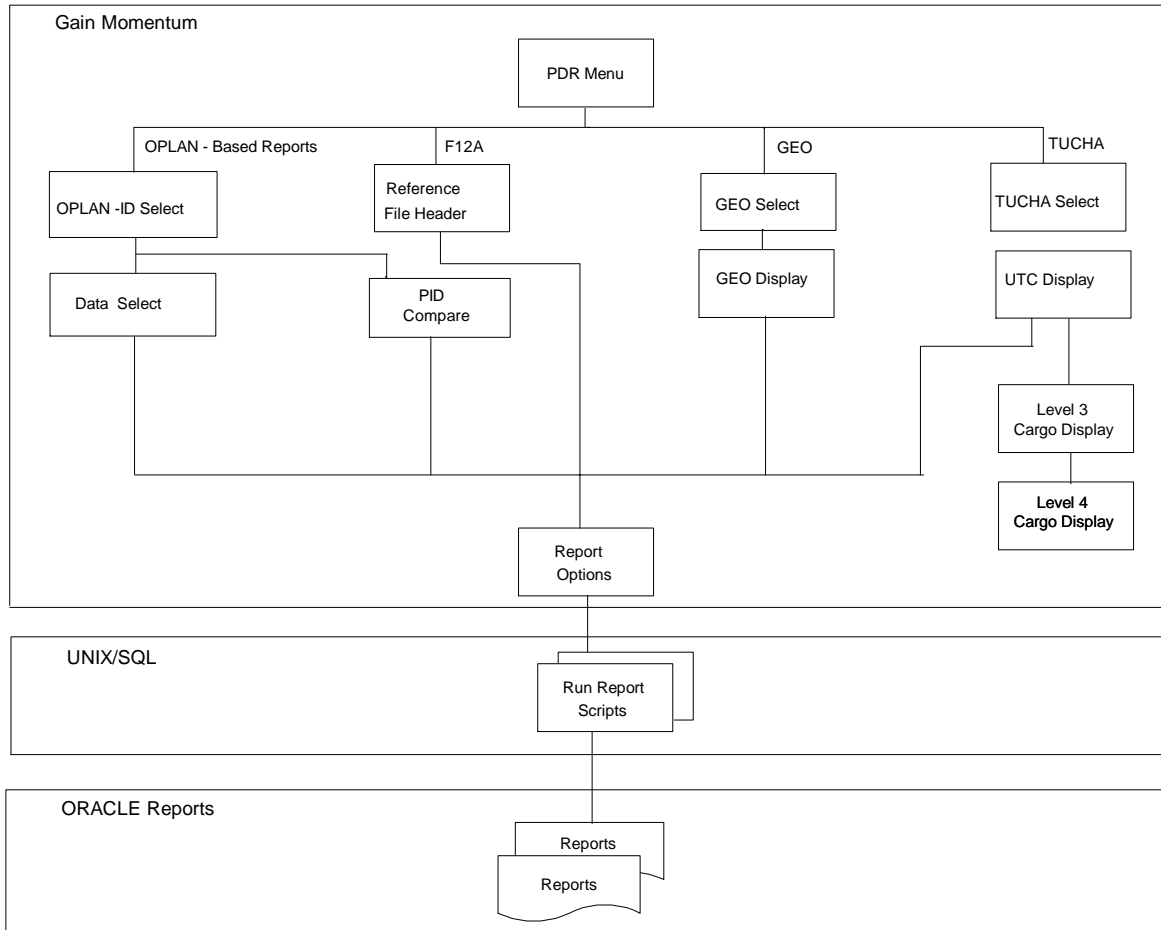 Gain Momentum
PDR Menu
OPLAN - Based Reports
F12A
GEO
TUCHA
OPLAN -ID Select
Reference
File Header
GEO Select
TUCHA Select
Data Select
PID
Compare
GEO Display
UTC Display
Level 3
Cargo Display
Level 4
Cargo Display
Report
Options
UNIX/SQL
Run Report
Scripts
ORACLE Reports
Reports
Reports